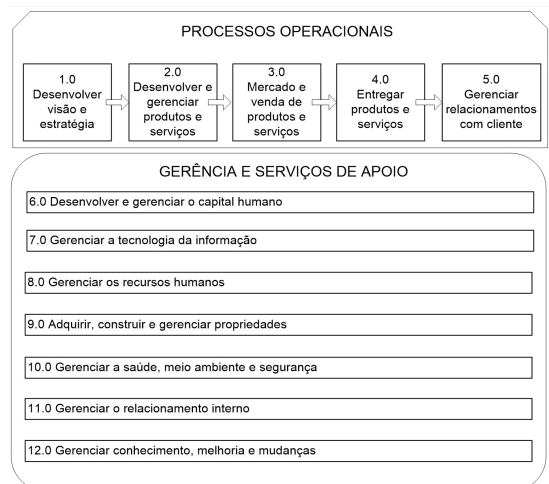 PROCESSOS OPERACIONAIS
1.0
Desenvolver
visão e
estratégia
2.0
Desenvolver e
gerenciar
produtos e
serviços
3.0
Mercado e
venda de
produtos e
serviços
4.0
Entregar
produtos e
serviços
5.0
Gerenciar
relacionamentos
com cliente
GERÊNCIA E SERVIÇOS DE APOIO
6.0 Desenvolver e gerenciar o capital humano
7.0 Gerenciar a tecnologia da informação
8.0 Gerenciar os recursos humanos
9.0 Adquirir, construir e gerenciar propriedades
10.0 Gerenciar a saúde, meio ambiente e segurança
11.0 Gerenciar o relacionamento interno
12.0 Gerenciar conhecimento, melhoria e mudanças